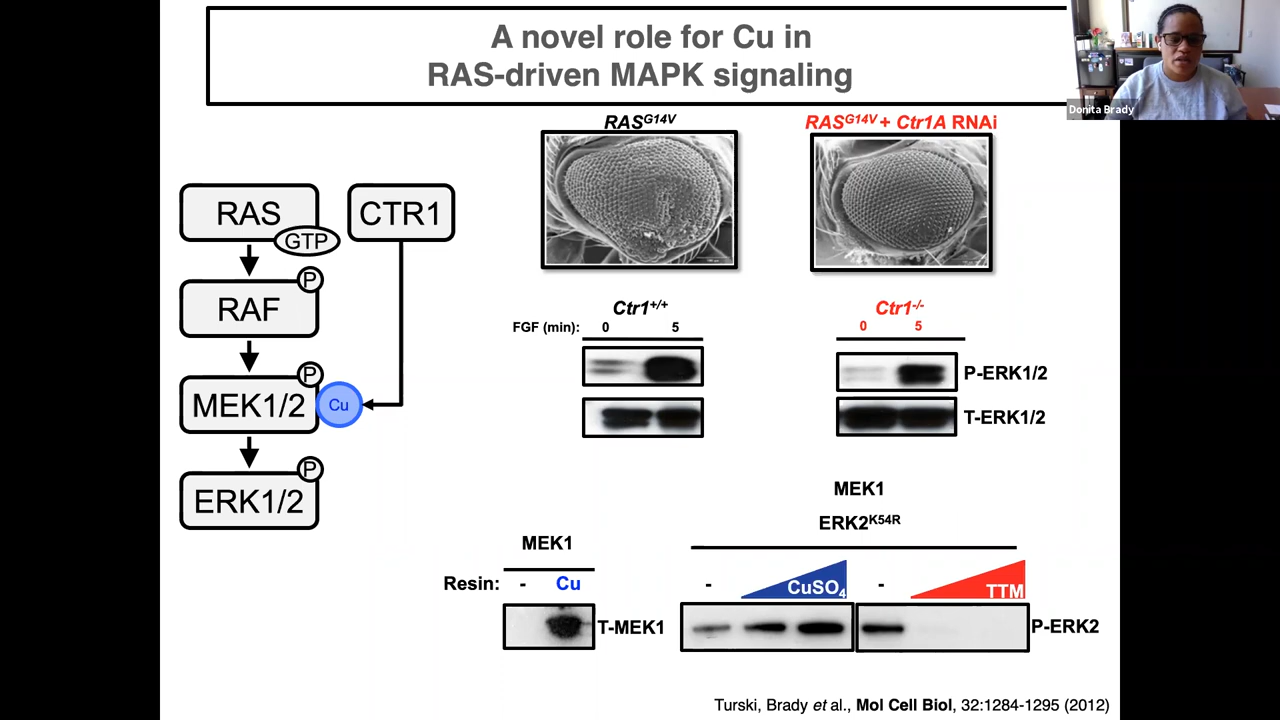 A novel role for Cu in
RAS-driven MAPK signaling
Donita Brady
RAS^G14V
RAS^G14V + Ctr1A RNAi
RAS
GTP
CTR1
P
RAF
P
MEK1/2
Cu
P
ERK1/2
Ctr1+/+
FGF (min): 0 5
Ctr1-/-
0 5
P-ERK1/2
T-ERK1/2
MEK1
Resin: - Cu
T-MEK1
MEK1
ERK2^K54R
- CuSO4 - TTM
P-ERK2
Turski, Brady et al., Mol Cell Biol, 32:1284-1295 (2012)